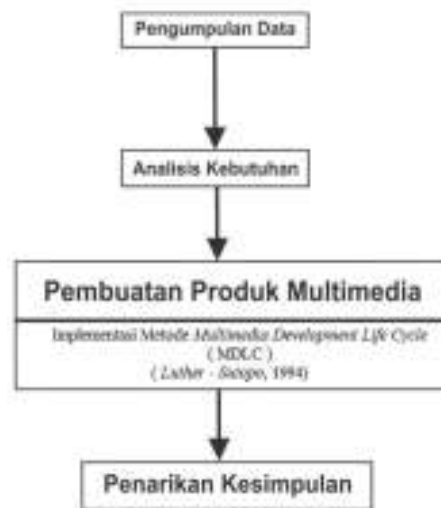 Pengumpulan Data
Analisis Kebutuhan
Pembuatan Produk Multimedia
Implementasi Metode Multimedia Development Life Cycle
( MDLC )
( Luther - Sutopo, 1994)
Penarikan Kesimpulan